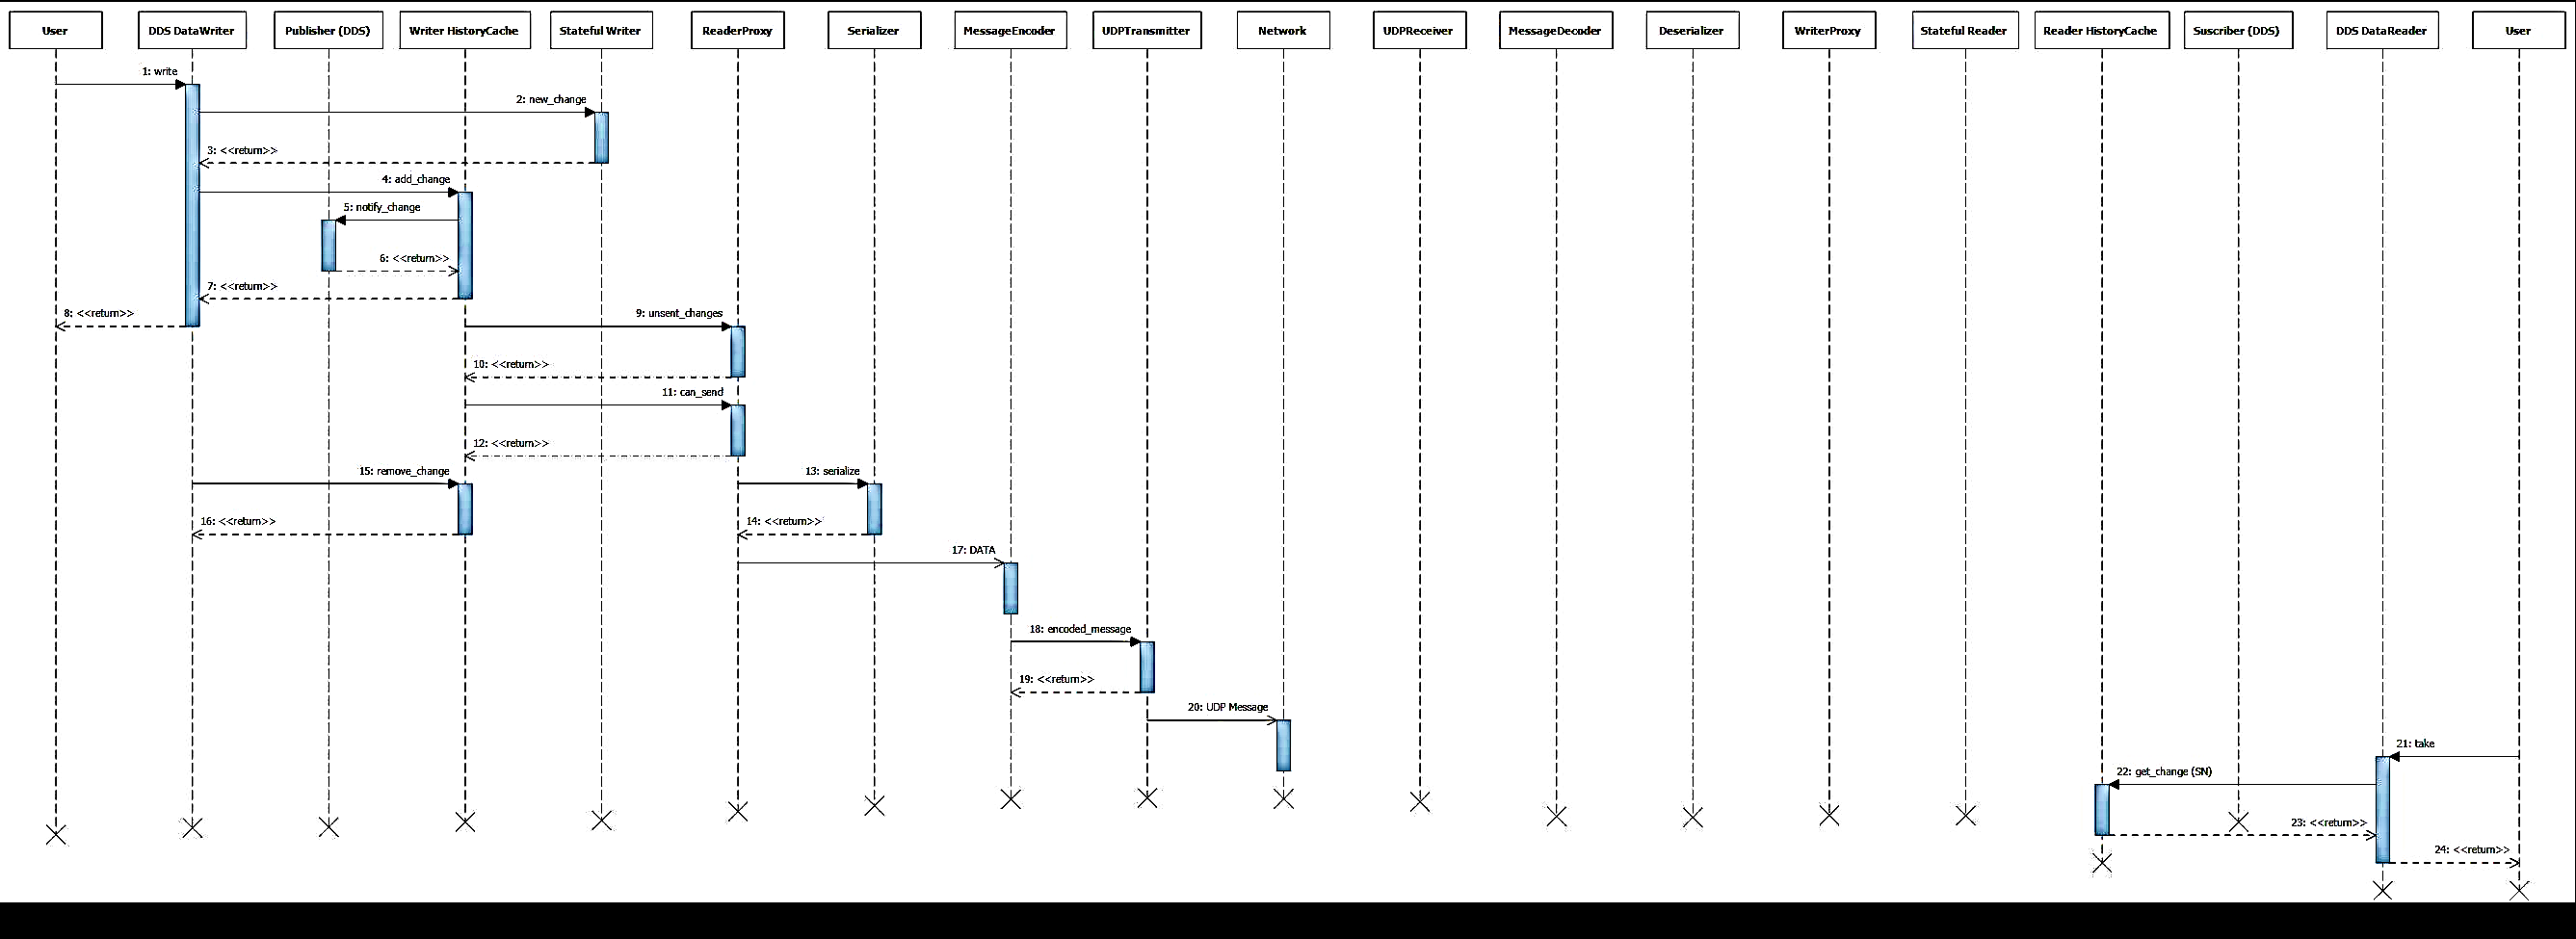 User
DDS DataWriter
Publisher (DDS)
Writer HistoryCache
Stateful Writer
ReaderProxy
Serializer
MessageEncoder
UDPTransmitter
Network
UDPReceiver
MessageDecoder
Deserializer
WriterProxy
Stateful Reader
Reader HistoryCache
Suscriber (DDS)
DDS DataReader
User
1: write
2: new_change
3: <<return>>
4: add_change
5: notify_change
6: <<return>>
7: <<return>>
8: <<return>>
9: unsent_changes
10: <<return>>
11: can_send
12: <<return>>
15: remove_change
13: serialize
16: <<return>>
14: <<return>>
17: DATA
18: encoded_message
19: <<return>>
20: UDP Message
21: take
22: get_change (SN)
23: <<return>>
24: <<return>>